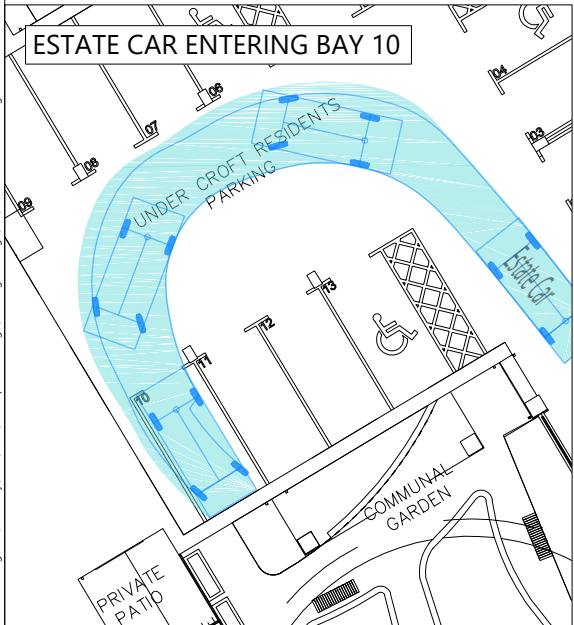 ESTATE CAR ENTERING BAY 10
06
04
07
03
08
UNDER CROFT RESIDENTS
PARKING
09
Estate Car
13
12
11
10
COMMUNAL
GARDEN
PRIVATE
PATIO